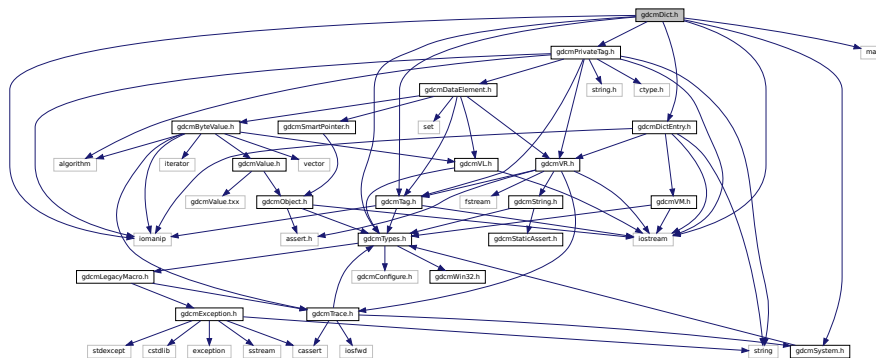 gdcmDict.h
gdcmPrivateTag.h
ma
gdcmDataElement.h
string.h
ctype.h
gdcmByteValue.h
gdcmSmartPointer.h
set
gdcmDictEntry.h
algorithm
iterator
gdcmValue.h
vector
gdcmVL.h
gdcmVR.h
gdcmValue.txx
gdcmObject.h
gdcmTag.h
fstream
gdcmString.h
gdcmVM.h
iomanip
assert.h
gdcmTypes.h
gdcmStaticAssert.h
iostream
gdcmLegacyMacro.h
gdcmConfigure.h
gdcmWin32.h
gdcmException.h
gdcmTrace.h
stdexcept
cstdlib
exception
sstream
cassert
iosfwd
string
gdcmSystem.h